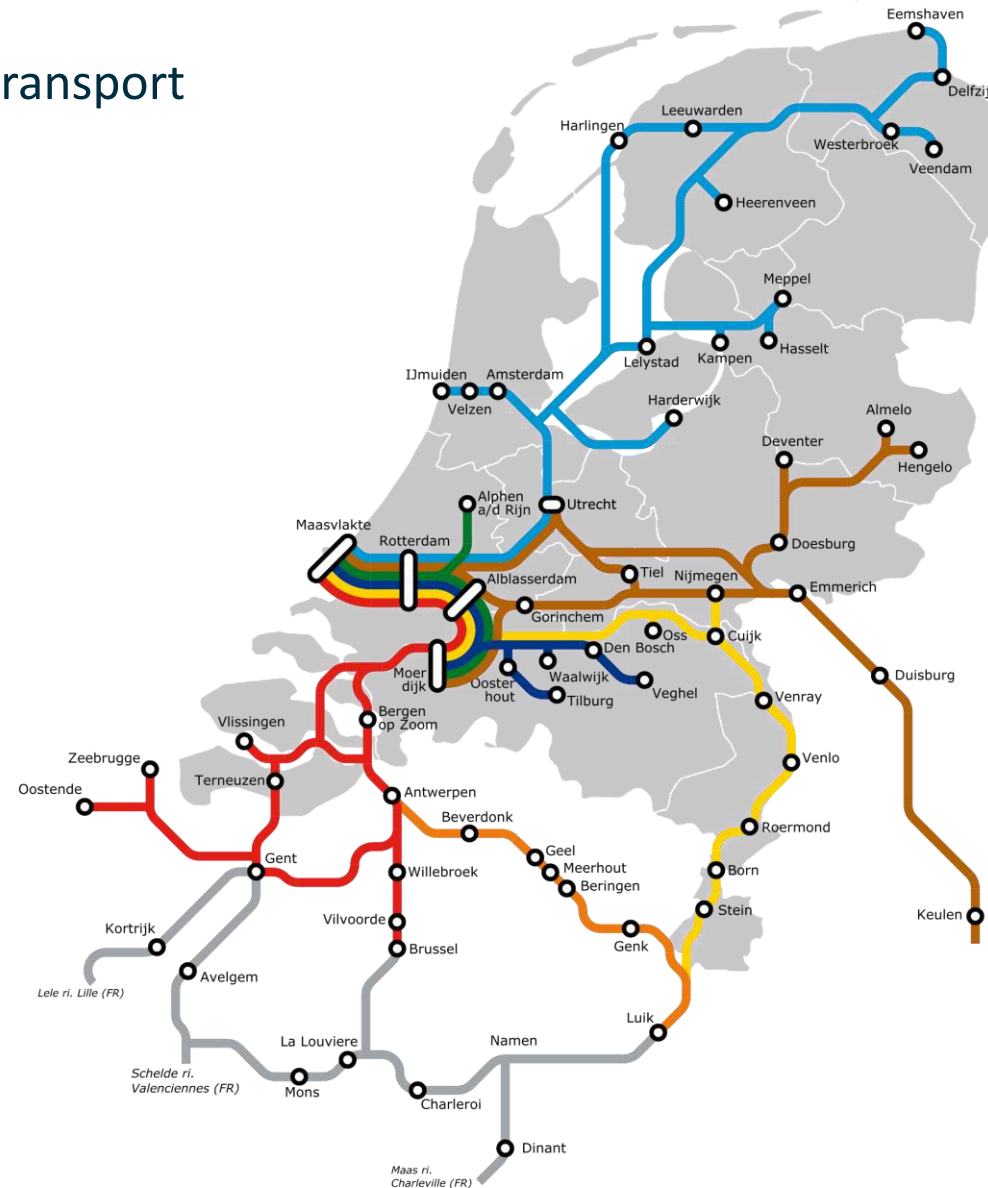 ransport
Eemshaven
Delfzij
Leeuwarden
Harlingen
Westerbroek
Veendam
Heerenveen
Meppel
Hasselt
Kampen
Lelystad
IJmuiden
Amsterdam
Velzen
Harderwijk
Almelo
Deventer
Hengelo
Alphen
a/d Rijn
Utrecht
Maasvlakte
Rotterdam
Doesburg
Alblasserdam
Tiel
Nijmegen
Emmerich
Gorinchem
Oss
Cuijk
Den Bosch
Moer
dijk
Ooster
hout
Waalwijk
Tilburg
Veghel
Duisburg
Venray
Bergen
op Zoom
Vlissingen
Zeebrugge
Venlo
Oostende
Terneuzen
Antwerpen
Beverdonk
Roermond
Gent
Geel
Meerhout
Willebroek
Beringen
Born
Stein
Keulen
Vilvoorde
Kortrijk
Genk
Brussel
Avelgem
Lele ri. Lille (FR)
Luik
La Louviere
Namen
Schelde ri.
Valenciennes (FR)
Mons
Charleroi
Dinant
Maas ri.
Charleville (FR)